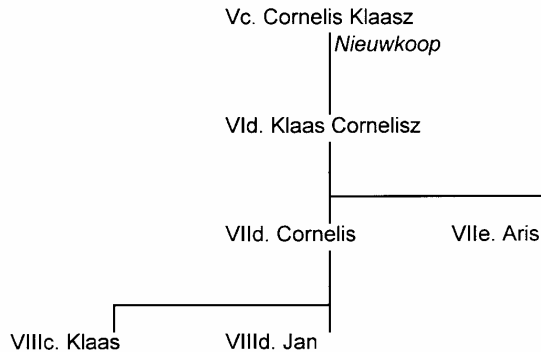 Vc. Cornelis Klaasz
Nieuwkoop
VId. Klaas Cornelisz
VIId. Cornelis
VIIe. Aris
VIIIc. Klaas
VIIId. Jan